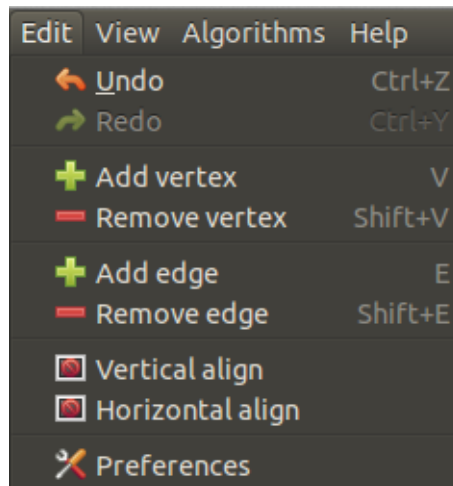 Edit View Algorithms Help
Undo Ctrl+Z
Redo Ctrl+Y
Add vertex V
Remove vertex Shift+V
Add edge E
Remove edge Shift+E
Vertical align
Horizontal align
Preferences